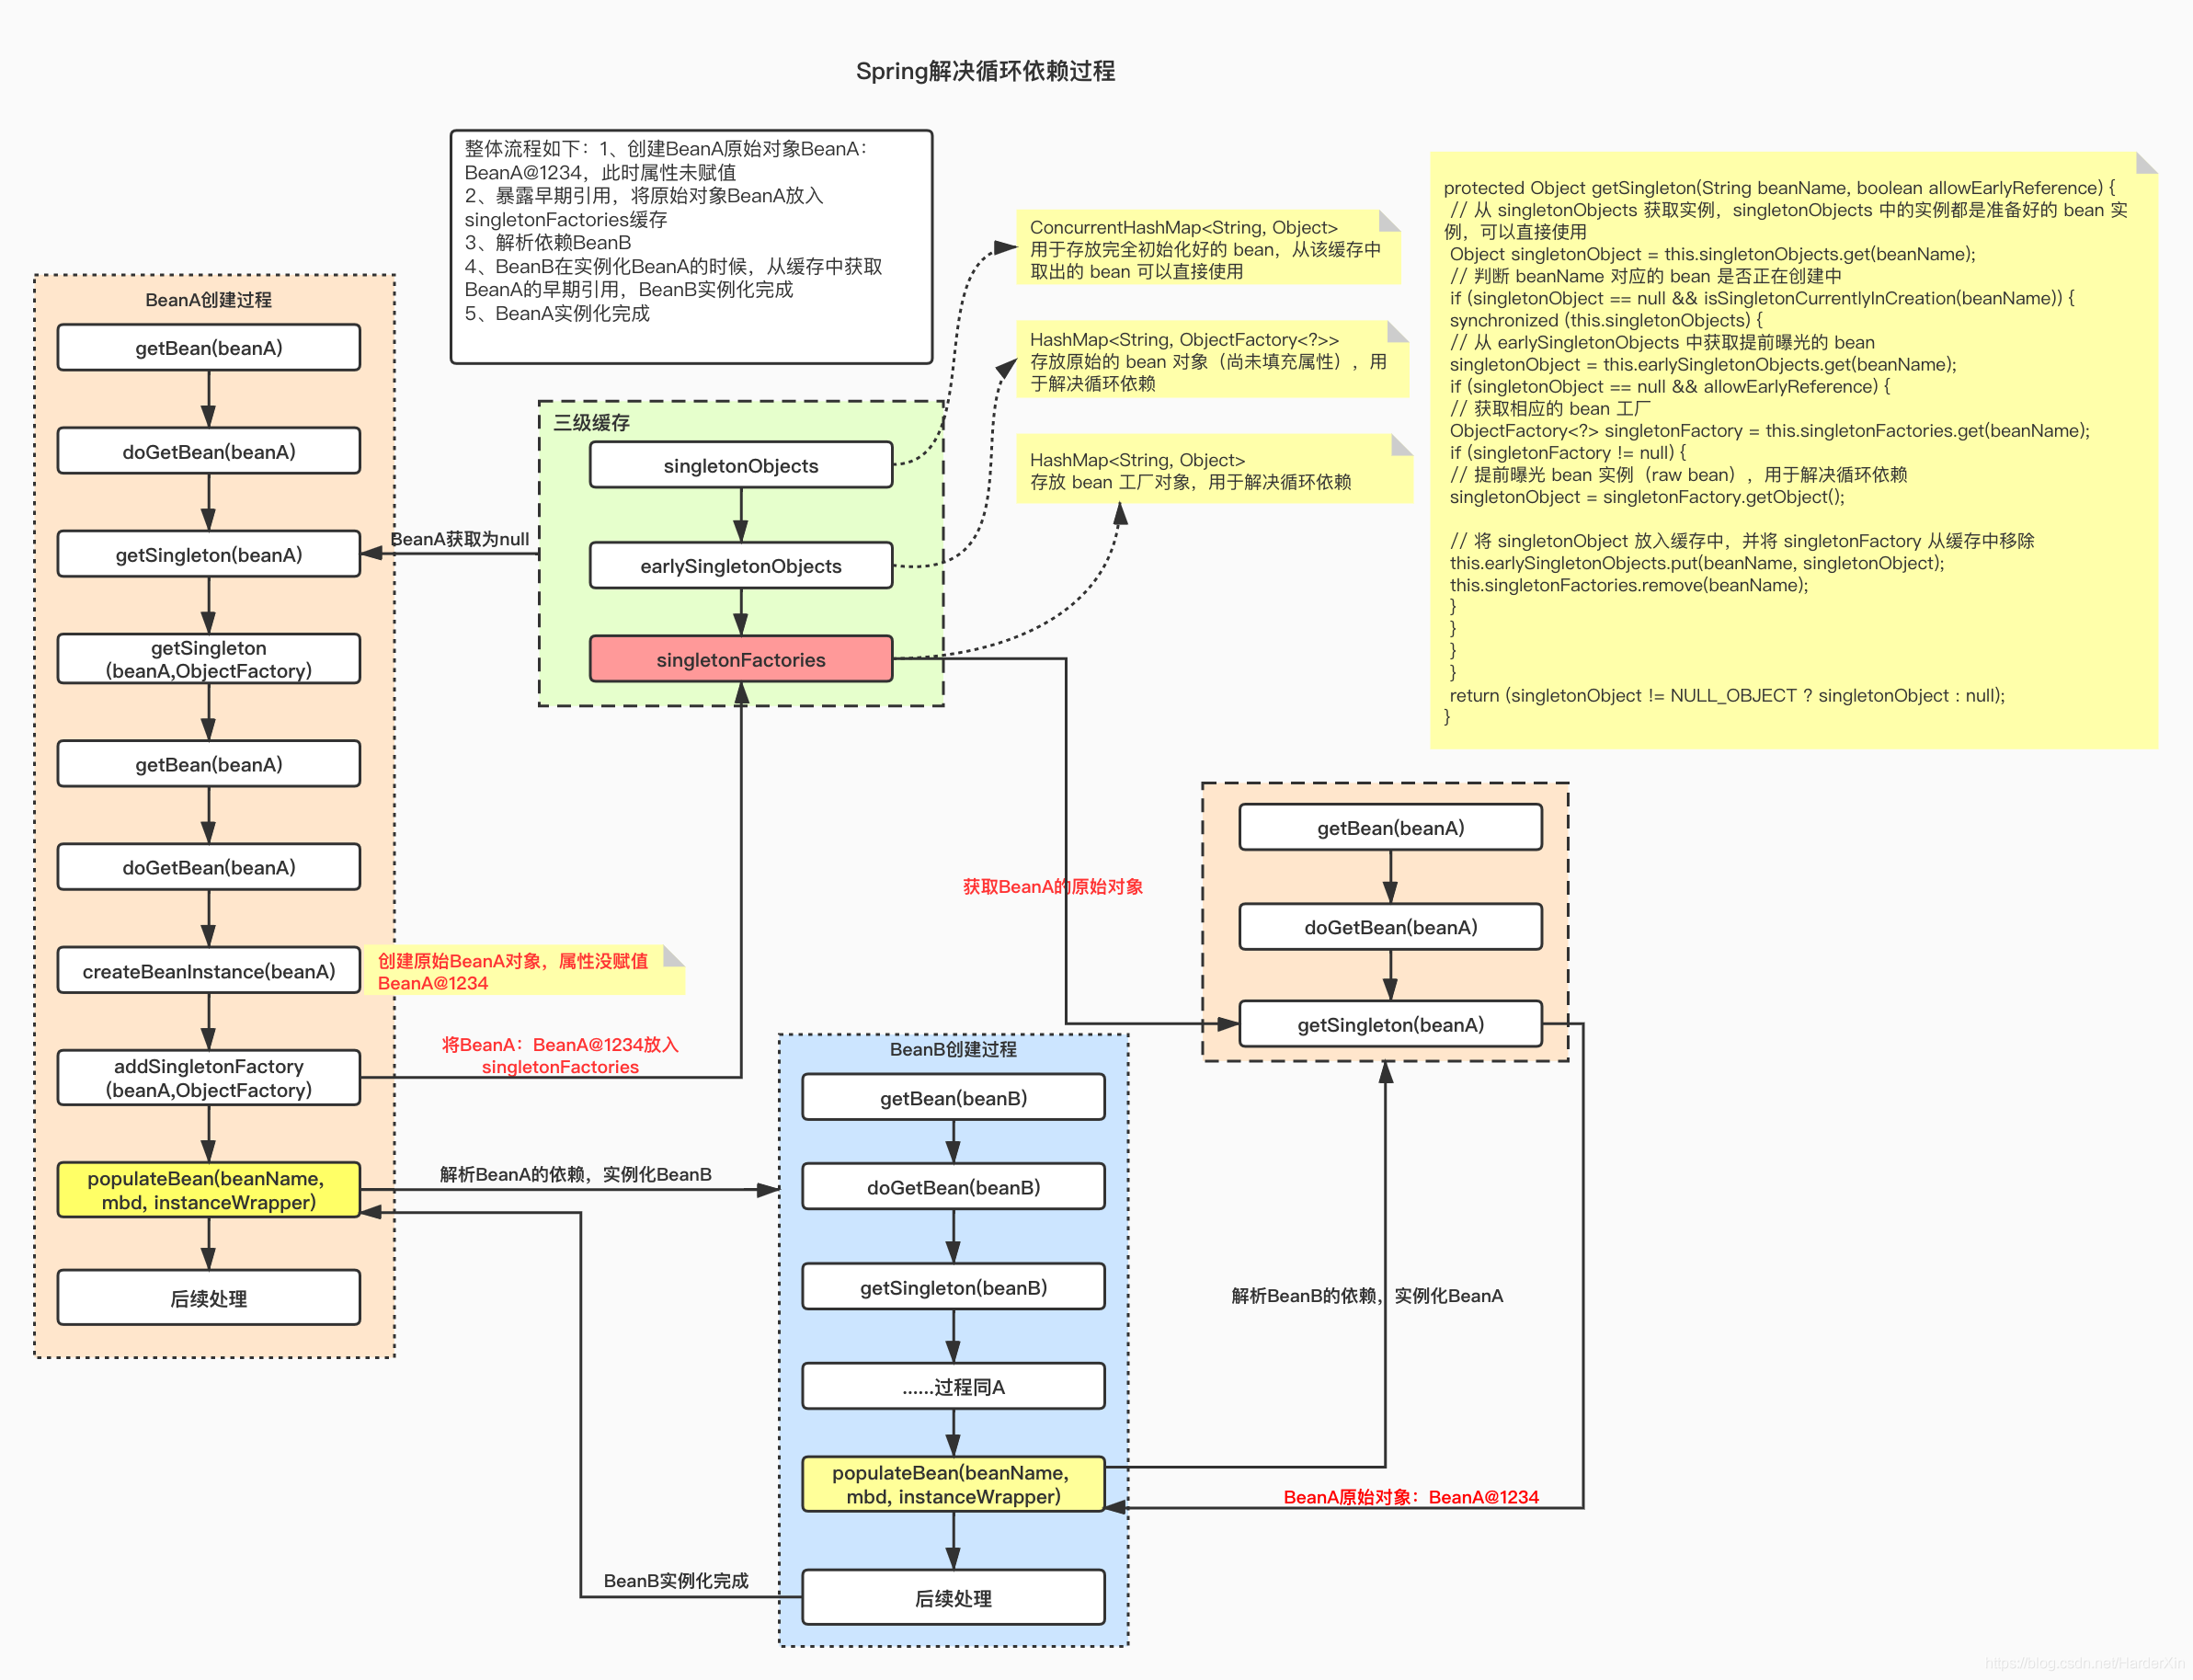 Spring解决循环依赖过程
整体流程如下：1、创建BeanA原始对象BeanA：
BeanA@1234，此时属性未赋值
2、暴露早期引用，将原始对象BeanA放入
singletonFactories缓存
3、解析依赖BeanB
4、BeanB在实例化BeanA的时候，从缓存中获取
BeanA的早期引用，BeanB实例化完成
5、BeanA实例化完成
ConcurrentHashMap<String, Object>
用于存放完全初始化好的 bean，从该缓存中
取出的 bean 可以直接使用
HashMap<String, ObjectFactory<?>>
存放原始的 bean 对象（尚未填充属性），用
于解决循环依赖
HashMap<String, Object>
存放 bean 工厂对象，用于解决循环依赖
protected Object getSingleton(String beanName, boolean allowEarlyReference) {
// 从 singletonObjects 获取实例，singletonObjects 中的实例都是准备好的 bean 实
例，可以直接使用
Object singletonObject = this.singletonObjects.get(beanName);
// 判断 beanName 对应的 bean 是否正在创建中
if (singletonObject == null && isSingletonCurrentlyInCreation(beanName)) {
synchronized (this.singletonObjects) {
// 从 earlySingletonObjects 中获取提前曝光的 bean
singletonObject = this.earlySingletonObjects.get(beanName);
if (singletonObject == null && allowEarlyReference) {
// 获取相应的 bean 工厂
ObjectFactory<?> singletonFactory = this.singletonFactories.get(beanName);
if (singletonFactory != null) {
// 提前曝光 bean 实例（raw bean），用于解决循环依赖
singletonObject = singletonFactory.getObject();
// 将 singletonObject 放入缓存中，并将 singletonFactory 从缓存中移除
this.earlySingletonObjects.put(beanName, singletonObject);
this.singletonFactories.remove(beanName);
}
}
}
}
return (singletonObject != NULL_OBJECT ? singletonObject : null);
}
BeanA创建过程
getBean(beanA)
doGetBean(beanA)
getSingleton(beanA)
getSingleton
(beanA,ObjectFactory)
getBean(beanA)
doGetBean(beanA)
createBeanInstance(beanA)
addSingletonFactory
(beanA,ObjectFactory)
populateBean(beanName,
mbd, instanceWrapper)
后续处理
BeanA获取为null
三级缓存
singletonObjects
earlySingletonObjects
singletonFactories
创建原始BeanA对象，属性没赋值
BeanA@1234
将BeanA：BeanA@1234放入
singletonFactories
解析BeanA的依赖，实例化BeanB
获取BeanA的原始对象
getBean(beanA)
doGetBean(beanA)
getSingleton(beanA)
BeanB创建过程
getBean(beanB)
doGetBean(beanB)
getSingleton(beanB)
......过程同A
populateBean(beanName,
mbd, instanceWrapper)
后续处理
解析BeanB的依赖，实例化BeanA
BeanA原始对象：BeanA@1234
BeanB实例化完成
https://blog.csdn.net/HarderXin